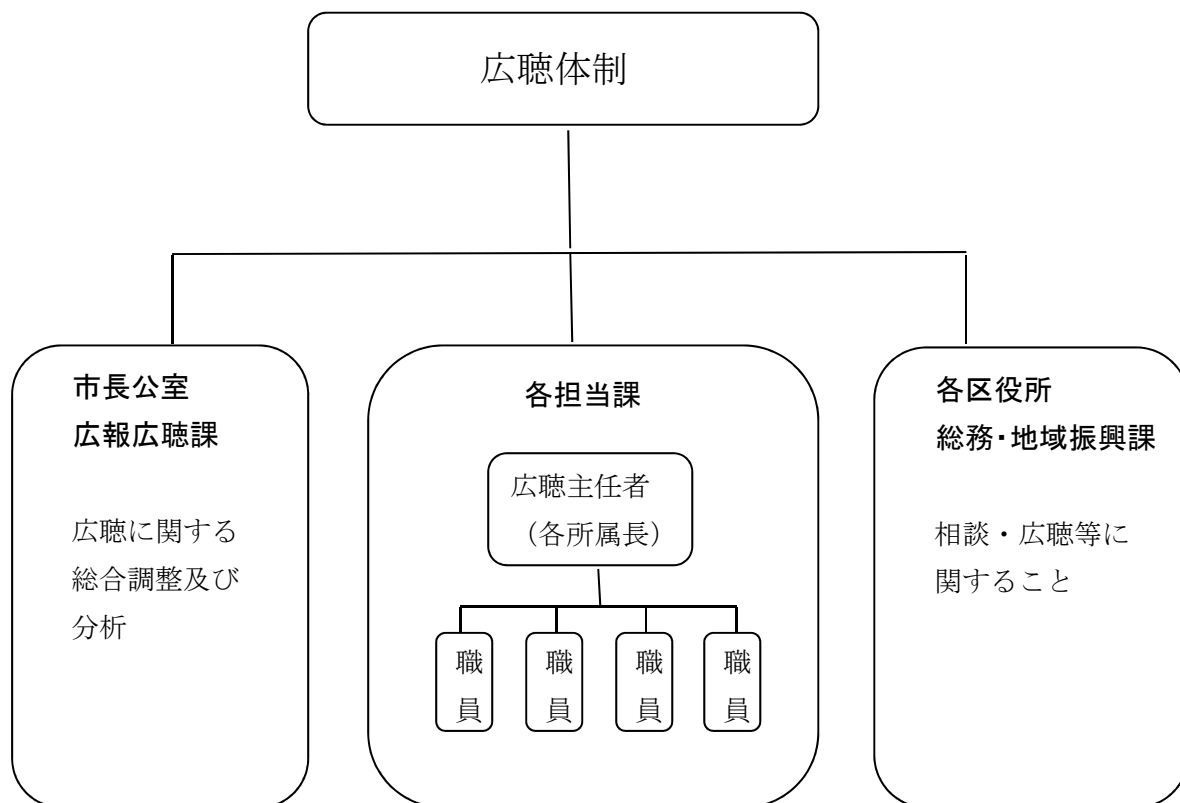 広聴体制
市長公室
広報広聴課
広聴に関する
総合調整及び
分析
各担当課
広聴主任者
（各所属長）
職員
職員
職員
職員
各区役所
総務・地域振興課
相談・広聴等に
関すること